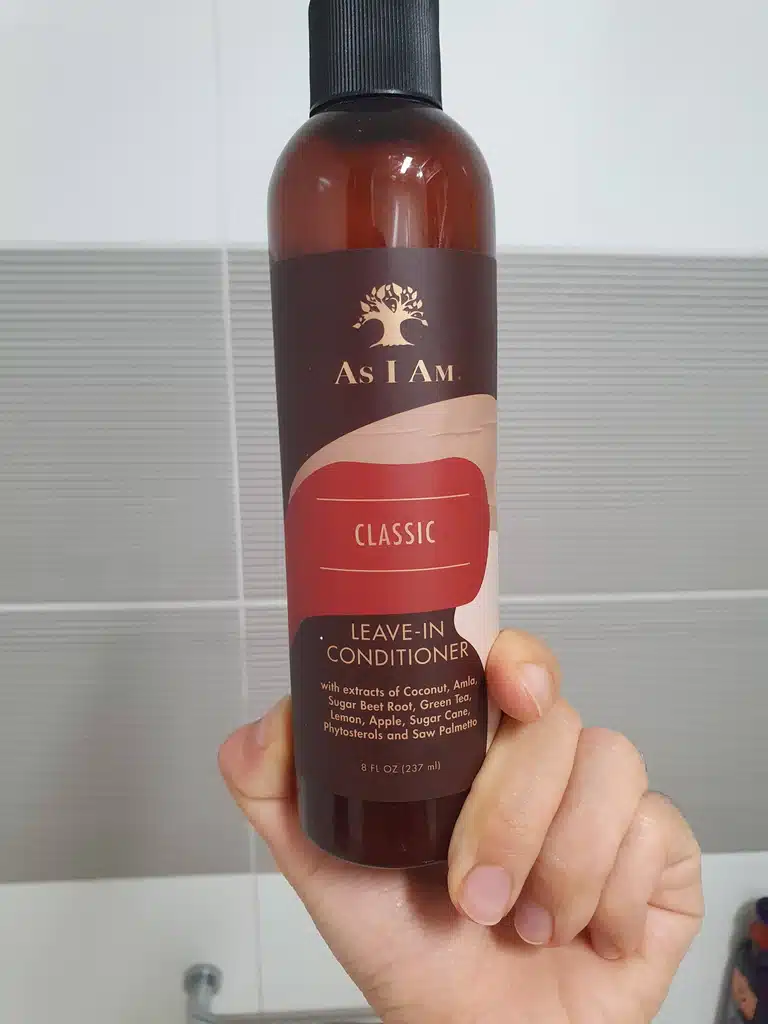 AS I AM
CLASSIC
LEAVE-IN
CONDITIONER
with extracts of Coconut, Amla,
Sugar Beet Root, Green Tea,
Lemon, Apple, Sugar Cane,
Phytosterols and Saw Palmetto
8 FL OZ (237 ml)